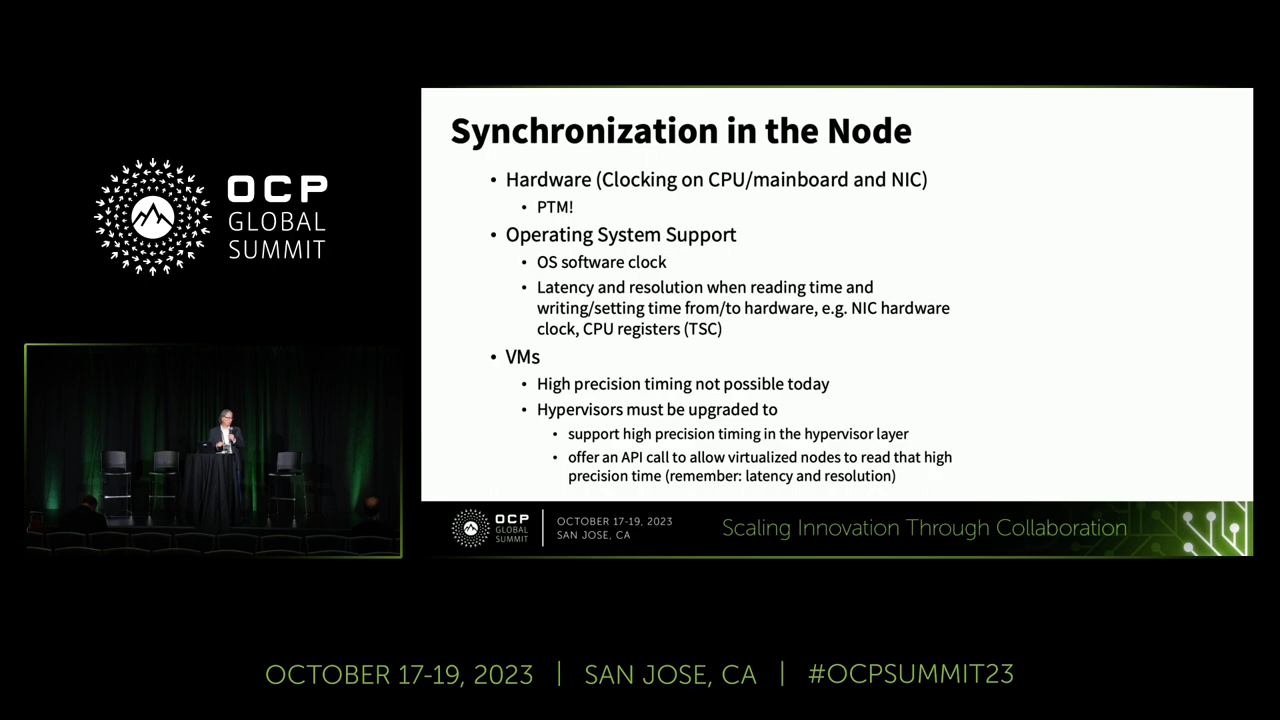 OCP
GLOBAL
SUMMIT
Synchronization in the Node
• Hardware (Clocking on CPU/mainboard and NIC)
• PTM!
• Operating System Support
• OS software clock
• Latency and resolution when reading time and
writing/setting time from/to hardware, e.g. NIC hardware
clock, CPU registers (TSC)
• VMs
• High precision timing not possible today
• Hypervisors must be upgraded to
• support high precision timing in the hypervisor layer
• offer an API call to allow virtualized nodes to read that high
precision time (remember: latency and resolution)
OCP
GLOBAL
SUMMIT
OCTOBER 17-19, 2023
SAN JOSE, CA
Scaling Innovation Through Collaboration
OCTOBER 17-19, 2023 | SAN JOSE, CA | #OCPSUMMIT23